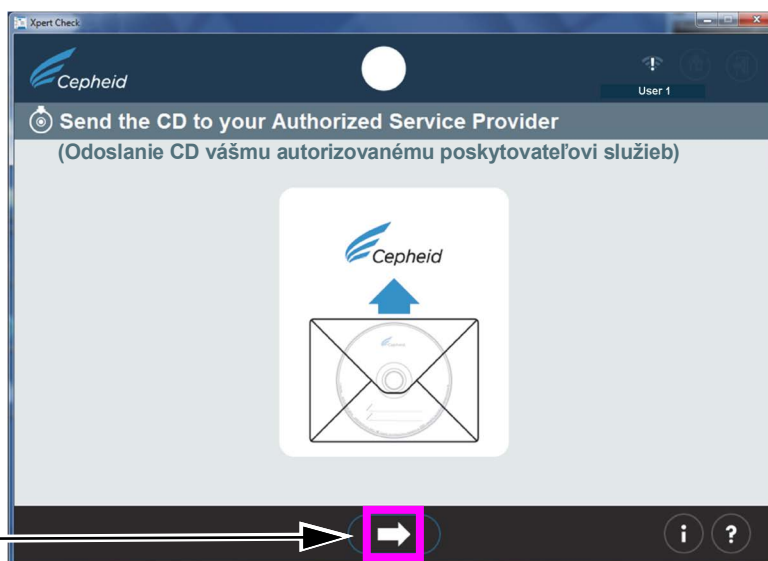 Xpert Check
Cepheid
User 1
Send the CD to your Authorized Service Provider
(Odoslanie CD vášmu autorizovanému poskytovateľovi služieb)
Cepheid
Cepheid
i ?